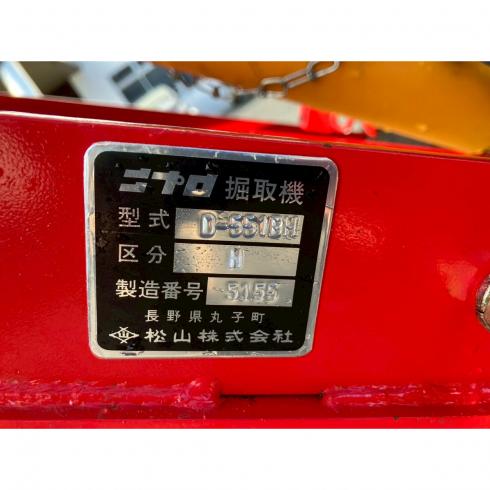 ニプロ 掘取機
型式 D-551BH
区分 H
製造番号 5155
長野県丸子町
松山株式会社